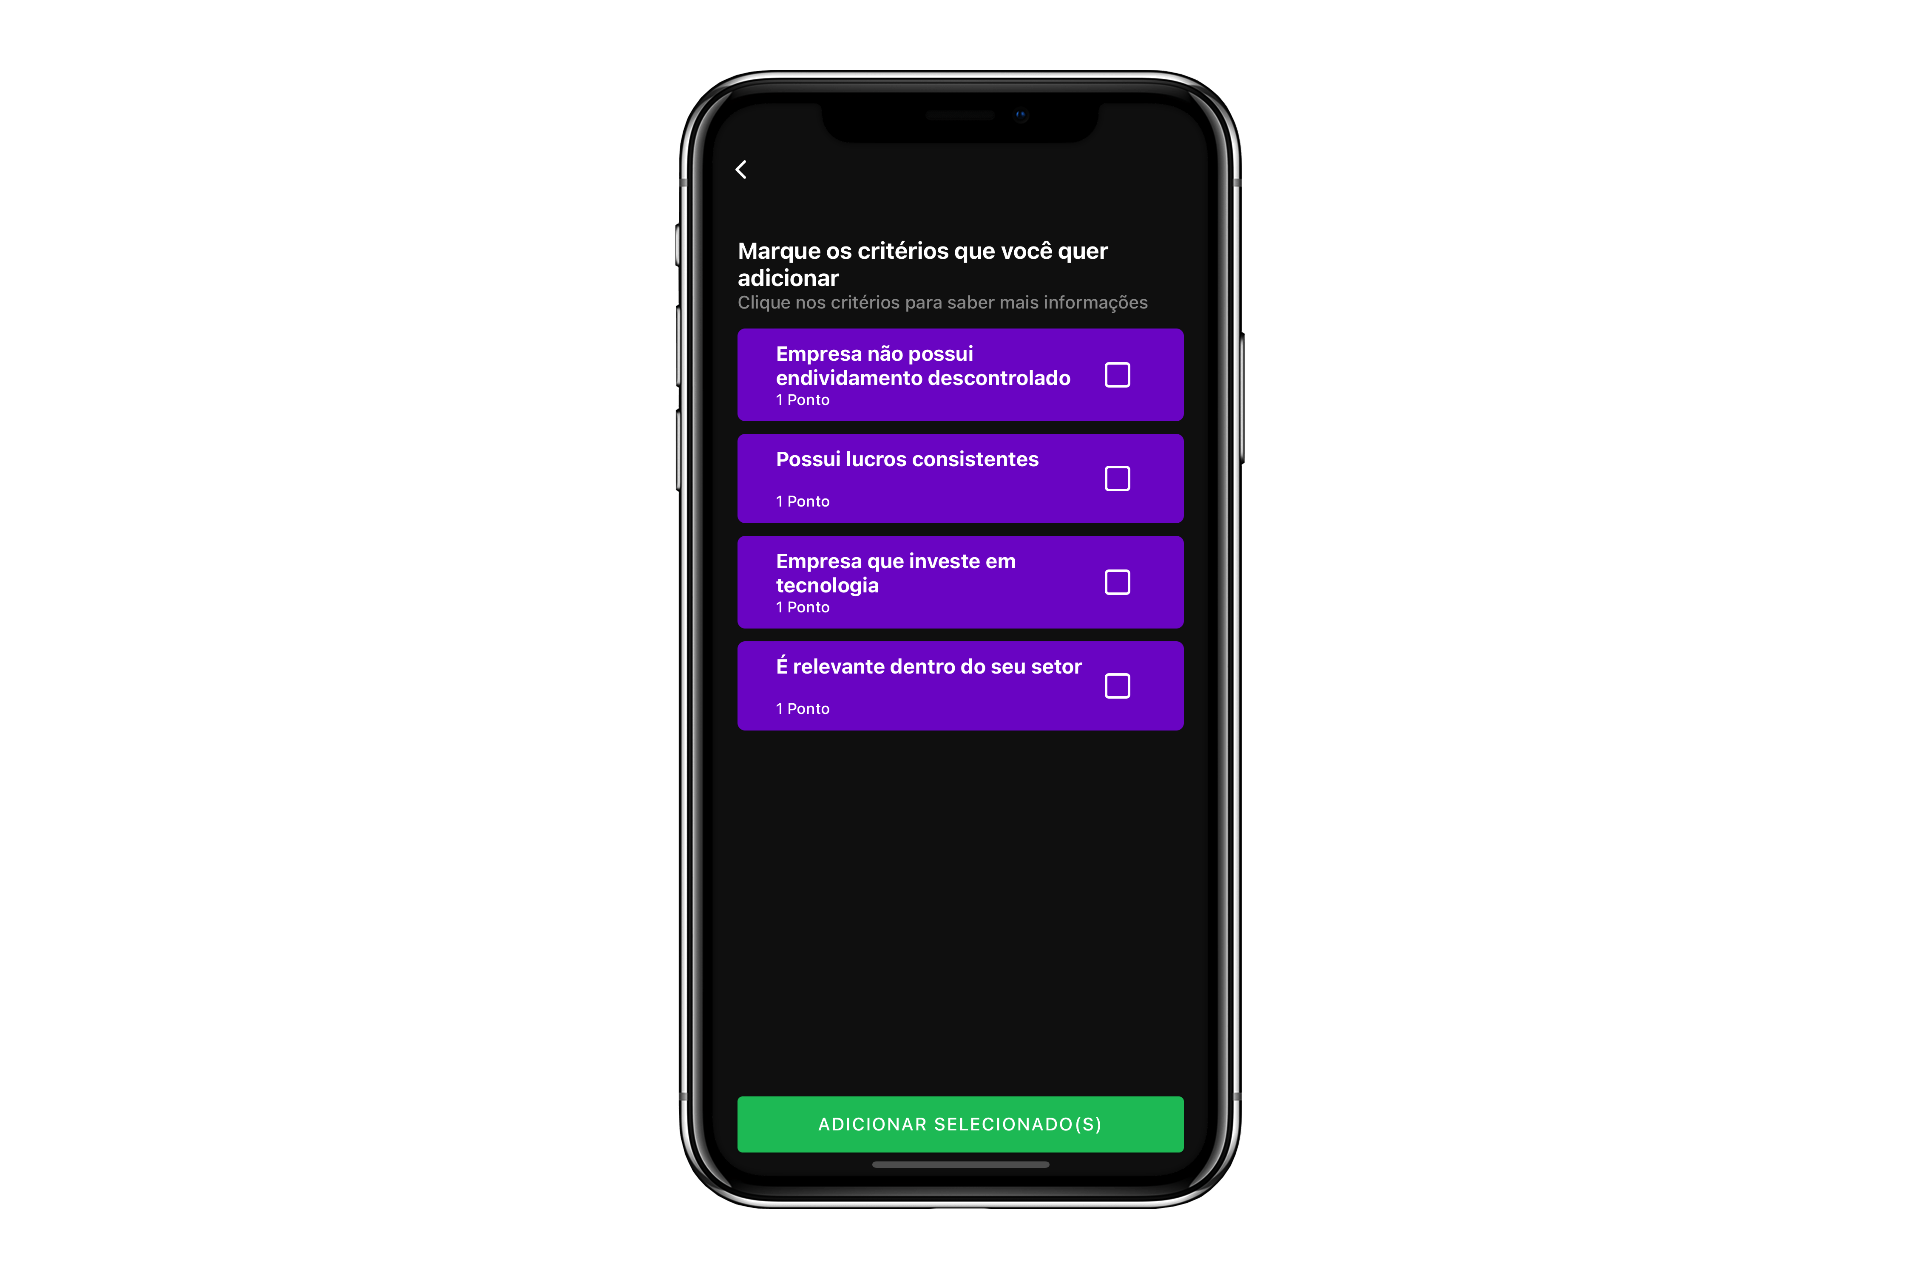 Marque os critérios que você quer
adicionar
Clique nos critérios para saber mais informações
Empresa não possui
endividamento descontrolado
1 Ponto
Possui lucros consistentes
1 Ponto
Empresa que investe em
tecnologia
1 Ponto
É relevante dentro do seu setor
1 Ponto
ADICIONAR SELECIONADO(S)